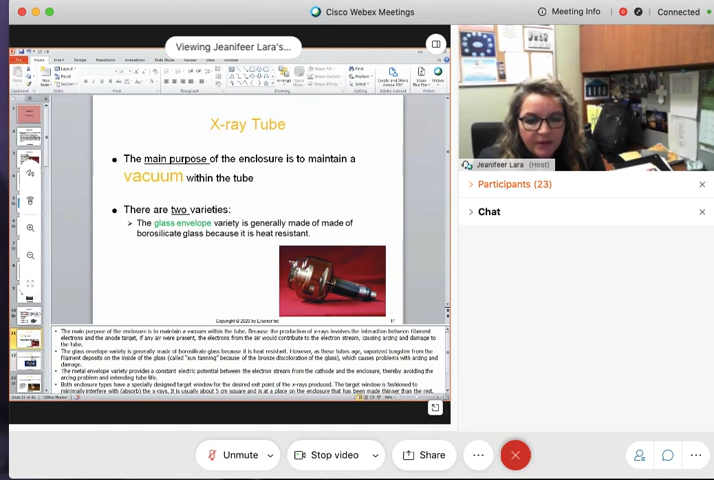 Cisco Webex Meetings
Meeting Info
Connected
Viewing Jeanifeer Lara's...
X-ray Tube
The main purpose of the enclosure is to maintain a
vacuum within the tube
There are two varieties:
The glass envelope variety is generally made of made of
borosilicate glass because it is heat resistant.
Copyright © 2020 by Elsevier Inc
17
The main purpose of the enclosure is to maintain a vacuum within the tube. Because the production of x-rays involves the interaction between filament
electrons and the anode target, if any air were present, the electrons from the air would contribute to the electron stream, causing arcing and damage to
the tube.
The glass envelope variety is generally made of borosilicate glass because it is heat resistant. However, as these tubes age, vaporized tungsten from the
filament deposits on the inside of the glass (called "sun tanning" because of the bronze discoloration of the glass), which causes problems with arcing and
damage.
The metal envelope variety provides a constant electric potential between the electron stream from the cathode and the enclosure, thereby avoiding the
arcing problem and extending tube life.
Both enclosure types have a specially designed target window for the desired exit point of the x-rays produced. The target window is fashioned to
minimally interfere with (absorb) the x-rays. It is usually about 5 cm square and is at a place on the enclosure that has been made thinner than the rest.
Jeanifeer Lara (Host)
Participants (23)
Chat
Unmute
Stop video
Share